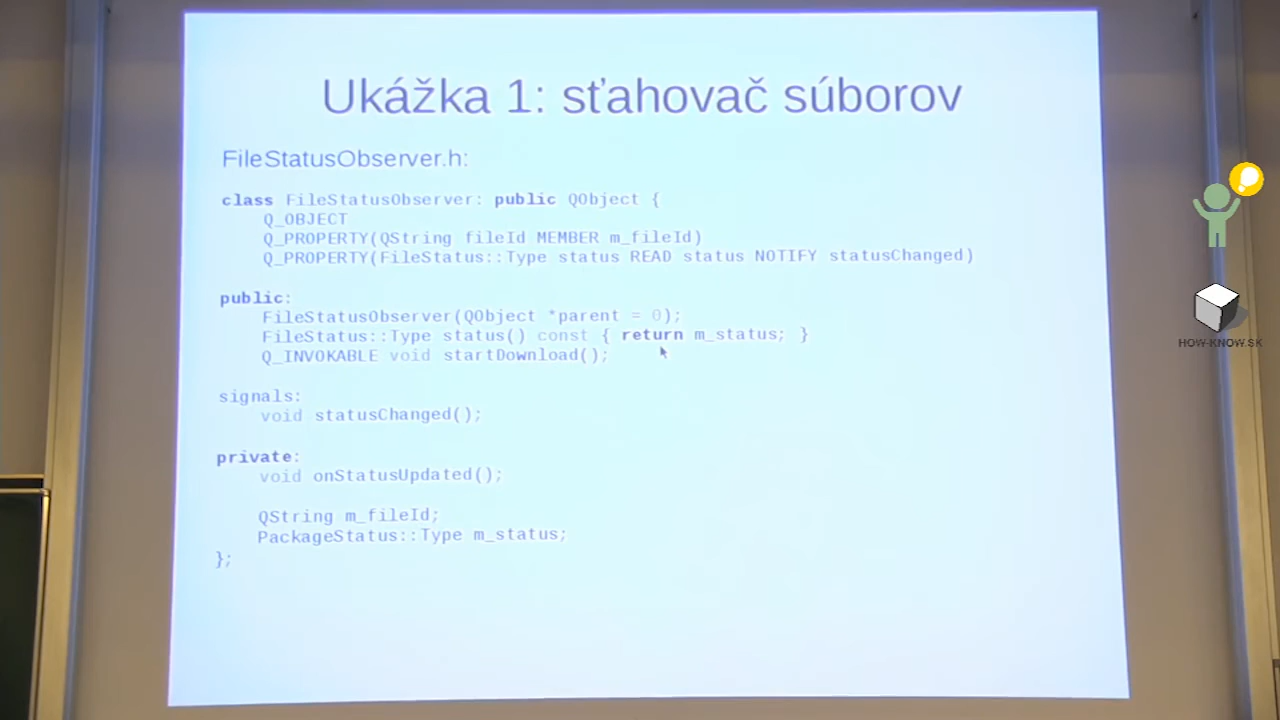 Ukážka 1: sťahovač súborov
FileStatusObserver.h:
class FileStatusObserver: public QObject {
Q_OBJECT
Q_PROPERTY(QString fileId MEMBER m_fileId)
Q_PROPERTY(FileStatus::Type status READ status NOTIFY statusChanged)
public:
FileStatusObserver(QObject *parent = 0);
FileStatus::Type status() const { return m_status; }
Q_INVOKABLE void startDownload();
signals:
void statusChanged();
private:
void onStatusUpdated();
QString m_fileId;
PackageStatus::Type m_status;
};
HOW-KNOW.SK